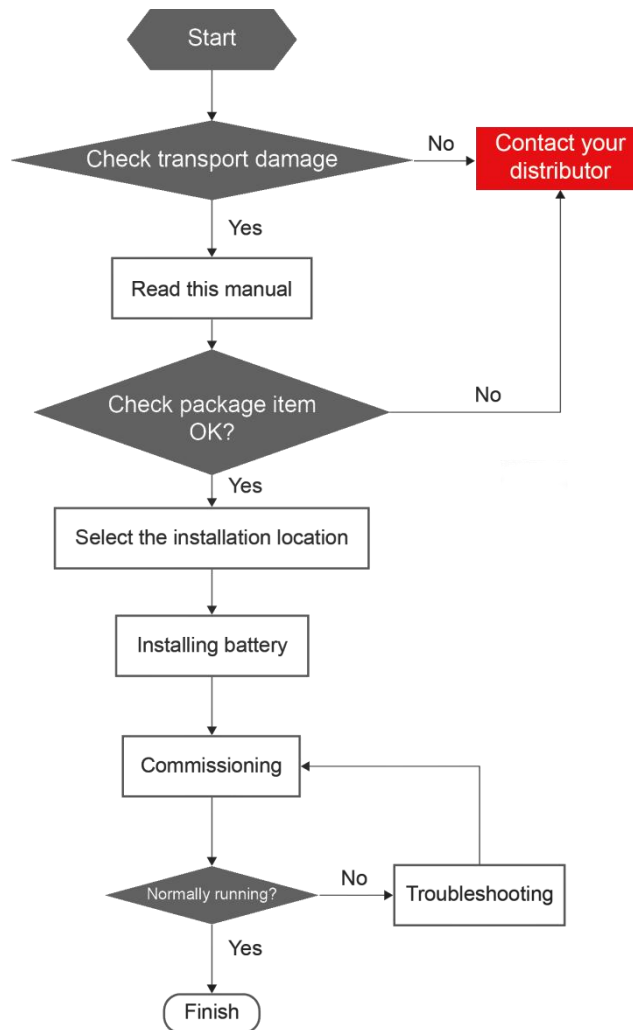 Start
Check transport damage
No
Contact your
distributor
Yes
Read this manual
Check package item
OK?
No
Yes
Select the installation location
Installing battery
Commissioning
Normally running?
No
Troubleshooting
Yes
Finish